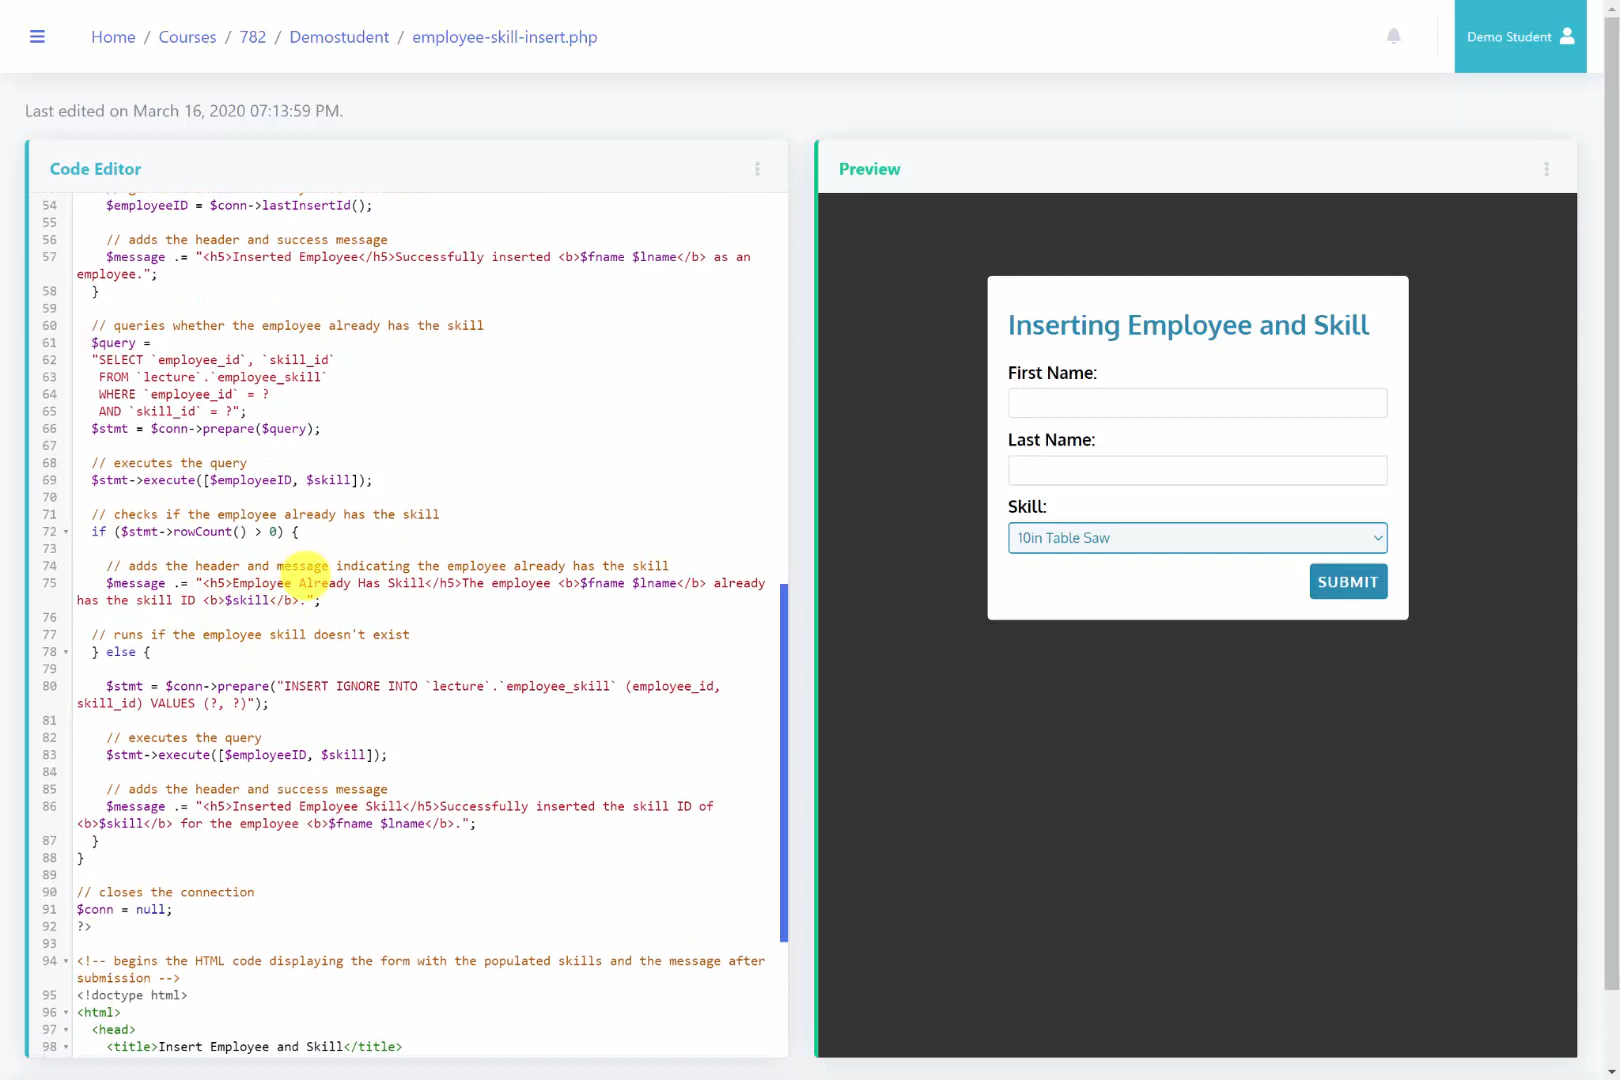 Home / Courses / 782 / Demostudent / employee-skill-insert.php
Demo Student
Last edited on March 16, 2020 07:13:59 PM.
Code Editor
54 $employeeID = $conn->lastInsertId();
55
56 // adds the header and success message
57 $message .= "<h5>Inserted Employee</h5>Successfully inserted <b>$fname $lname</b> as an
employee.";
58 }
59
60 // queries whether the employee already has the skill
61 $query =
62 "SELECT `employee_id`, `skill_id`
63 FROM `lecture`.`employee_skill`
64 WHERE `employee_id` = ?
65 AND `skill_id` = ?";
66 $stmt = $conn->prepare($query);
67
68 // executes the query
69 $stmt->execute([$employeeID, $skill]);
70
71 // checks if the employee already has the skill
72 if ($stmt->rowCount() > 0) {
73
74 // adds the header and message indicating the employee already has the skill
75 $message .= "<h5>Employee Already Has Skill</h5>The employee <b>$fname $lname</b> already
has the skill ID <b>$skill</b>.";
76
77 // runs if the employee skill doesn't exist
78 } else {
79
80 $stmt = $conn->prepare("INSERT IGNORE INTO `lecture`.`employee_skill` (employee_id,
skill_id) VALUES (?, ?)");
81
82 // executes the query
83 $stmt->execute([$employeeID, $skill]);
84
85 // adds the header and success message
86 $message .= "<h5>Inserted Employee Skill</h5>Successfully inserted the skill ID of
<b>$skill</b> for the employee <b>$fname $lname</b>.";
87 }
88 }
89
90 // closes the connection
91 $conn = null;
92 ?>
93
94 <!-- begins the HTML code displaying the form with the populated skills and the message after
submission -->
95 <!doctype html>
96 <html>
97 <head>
98 <title>Insert Employee and Skill</title>
Preview
Inserting Employee and Skill
First Name:
Last Name:
Skill:
10in Table Saw
SUBMIT